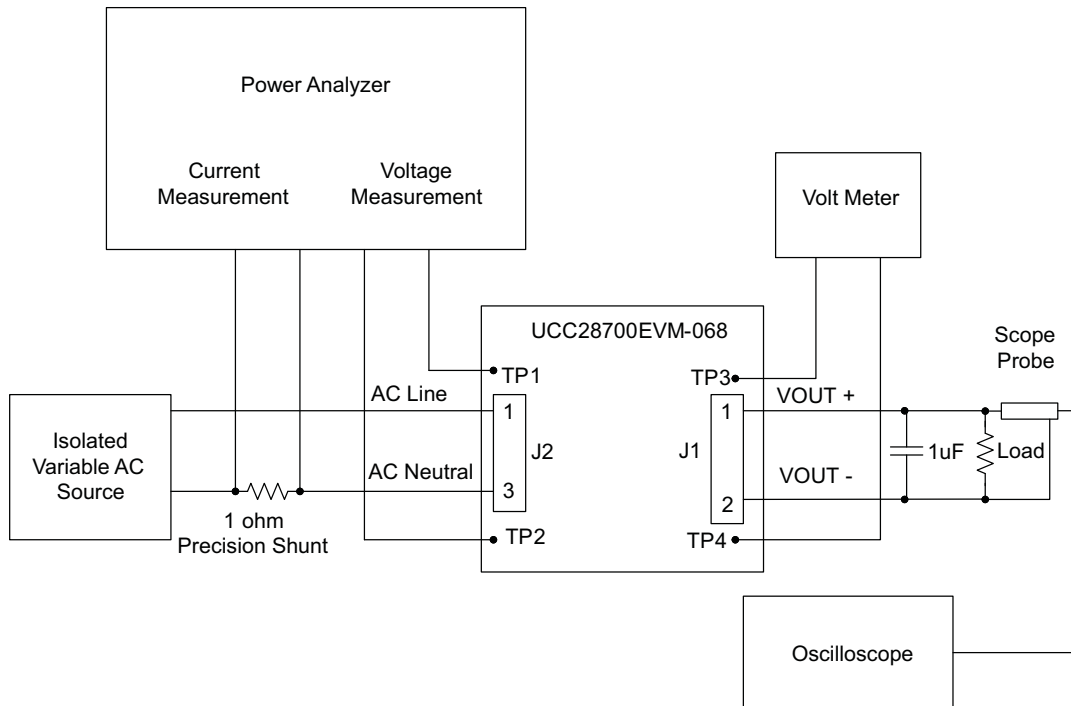 Power Analyzer
Current
Measurement
Voltage
Measurement
Volt Meter
UCC28700EVM-068
Scope
Probe
TP1
TP3
AC Line
VOUT +
1
1
Isolated
Variable AC
Source
J2
J1
1uF
Load
AC Neutral
VOUT -
3
2
1 ohm
Precision Shunt
TP2
TP4
Oscilloscope